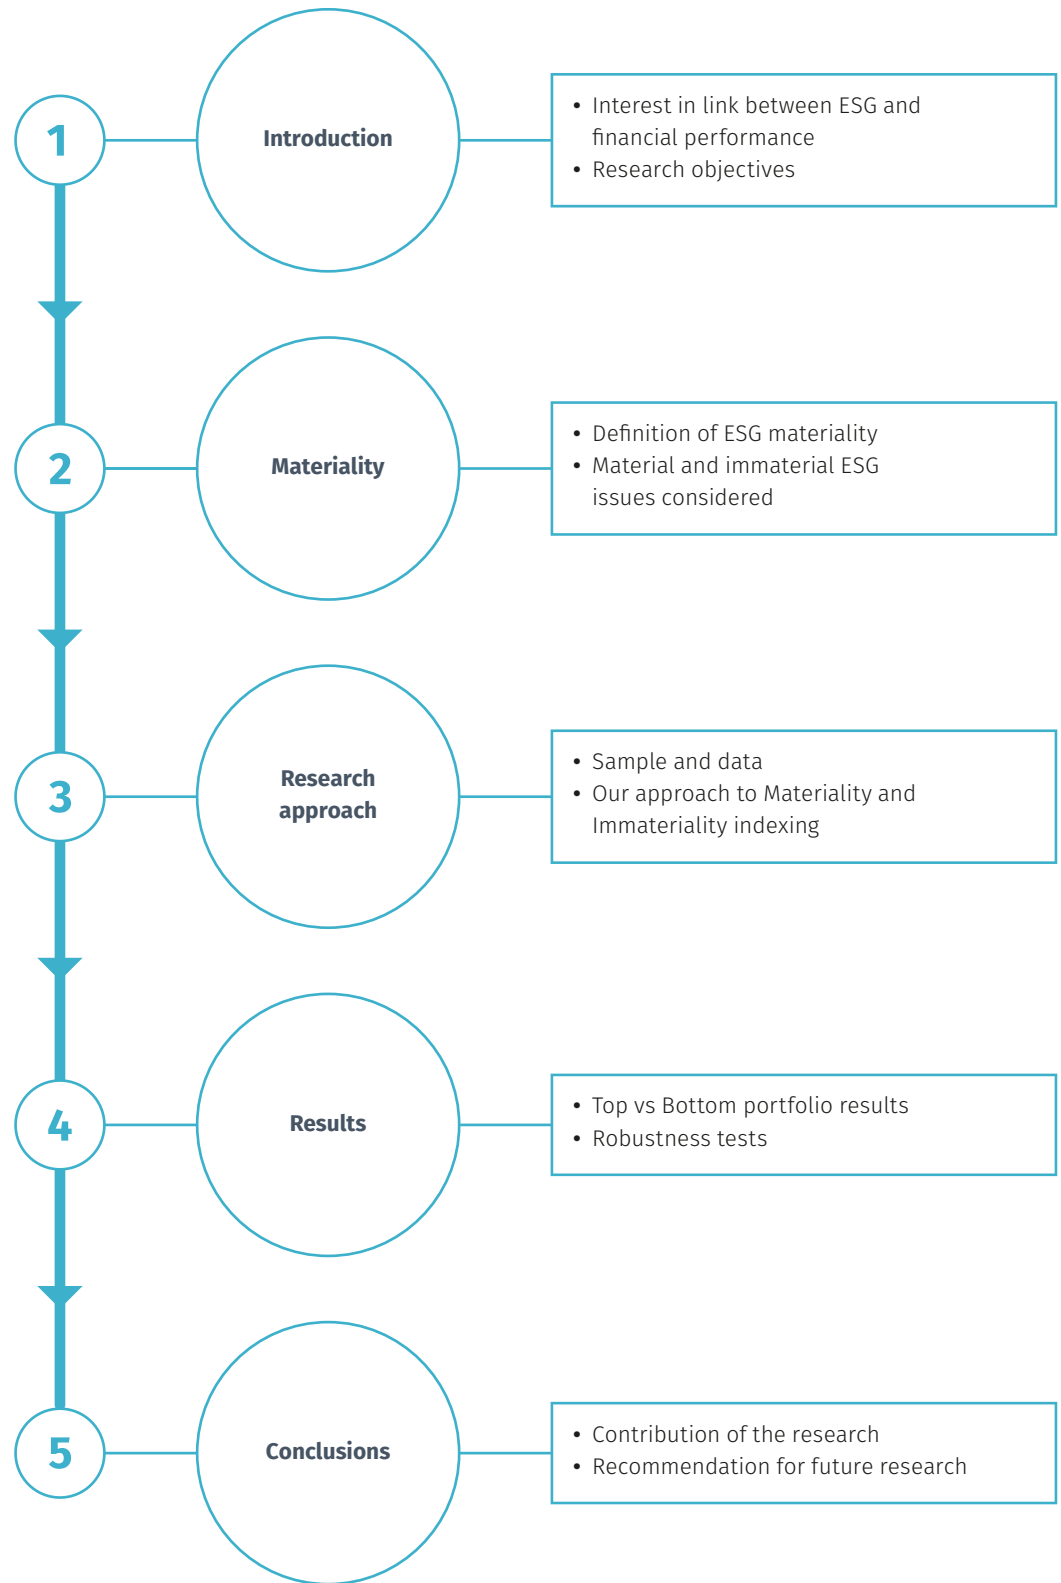 1
Introduction
• Interest in link between ESG and
financial performance
• Research objectives
2
Materiality
• Definition of ESG materiality
• Material and immaterial ESG
issues considered
3
Research
approach
• Sample and data
• Our approach to Materiality and
Immateriality indexing
4
Results
• Top vs Bottom portfolio results
• Robustness tests
5
Conclusions
• Contribution of the research
• Recommendation for future research